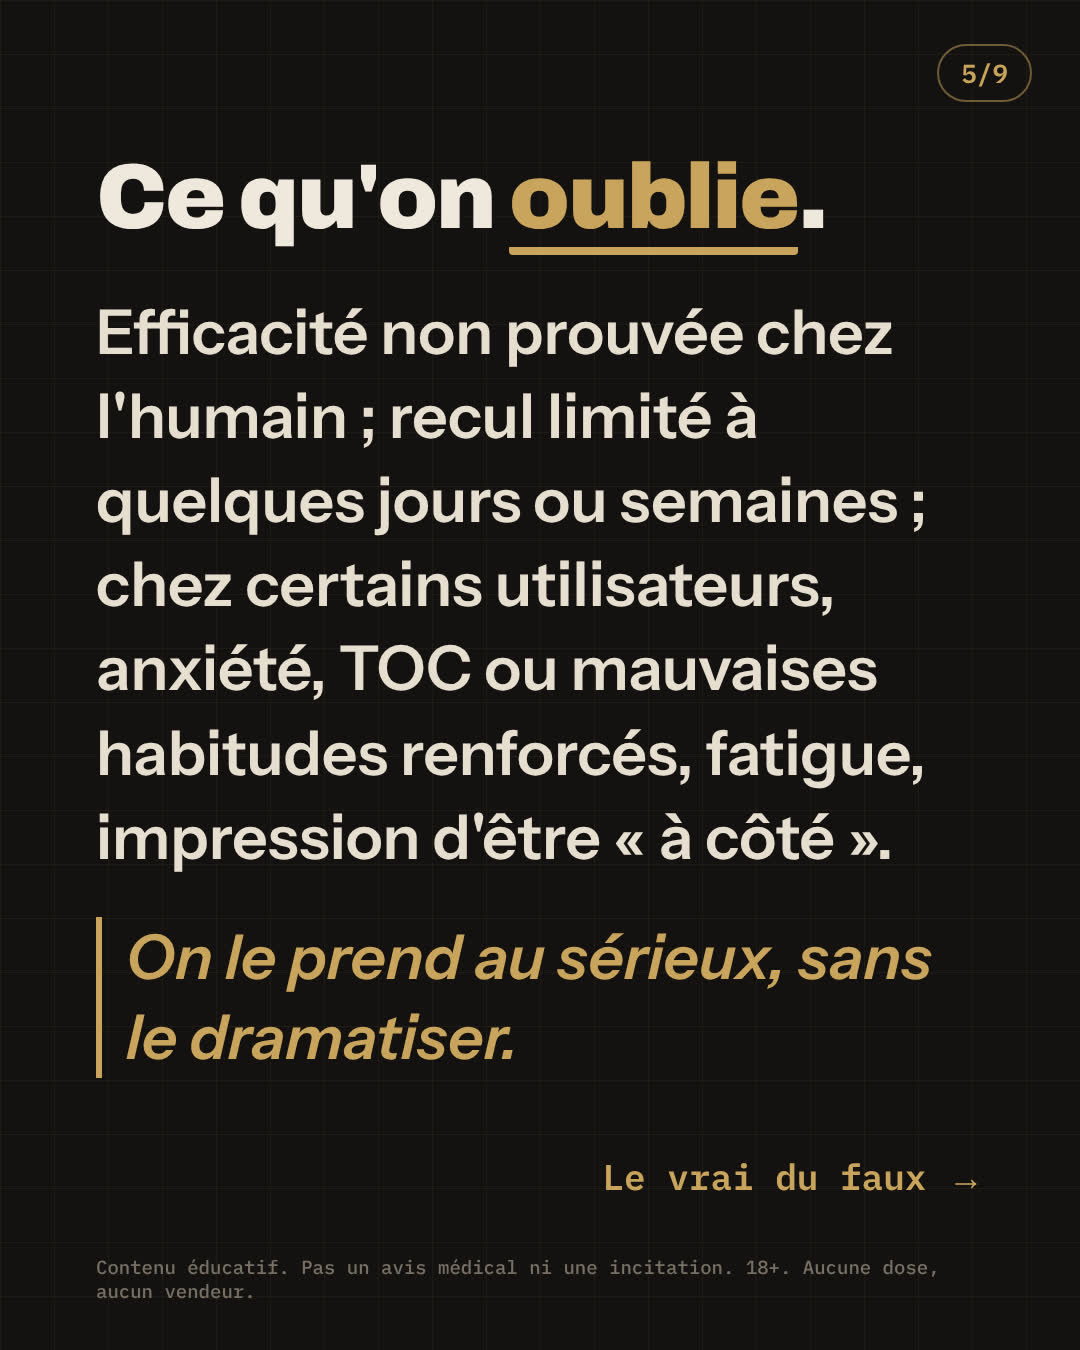 5/9
Ce qu'on oublie.
Efficacité non prouvée chez
l'humain ; recul limité à
quelques jours ou semaines ;
chez certains utilisateurs,
anxiété, TOC ou mauvaises
habitudes renforcés, fatigue,
impression d'être « à côté ».
On le prend au sérieux, sans
le dramatiser.
Le vrai du faux →
Contenu éducatif. Pas un avis médical ni une incitation. 18+. Aucune dose,
aucun vendeur.